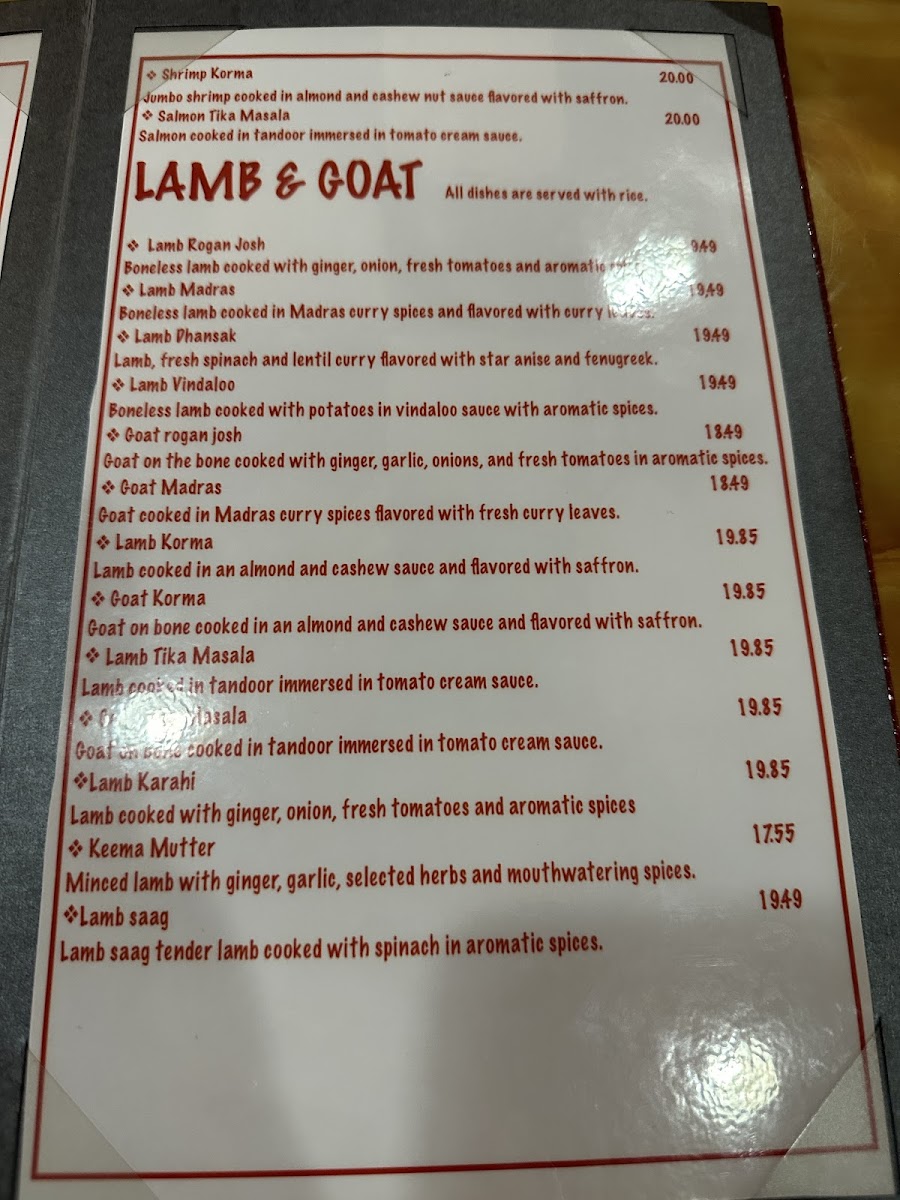 ❖ Shrimp Korma 20.00
Jumbo shrimp cooked in almond and cashew nut sauce flavored with saffron.
❖ Salmon Tika Masala 20.00
Salmon cooked in tandoor immersed in tomato cream sauce.
LAMB & GOAT All dishes are served with rice.
❖ Lamb Rogan Josh
Boneless lamb cooked with ginger, onion, fresh tomatoes and aromatic
❖ Lamb Madras 19.49
Boneless lamb cooked in Madras curry spices and flavored with curry leaves.
❖ Lamb Dhansak 19.49
Lamb, fresh spinach and lentil curry flavored with star anise and fenugreek.
❖ Lamb Vindaloo 19.49
Boneless lamb cooked with potatoes in vindaloo sauce with aromatic spices.
❖ Goat rogan josh 18.49
Goat on the bone cooked with ginger, garlic, onions, and fresh tomatoes in aromatic spices.
❖ Goat Madras 18.49
Goat cooked in Madras curry spices flavored with fresh curry leaves.
❖ Lamb Korma 19.85
Lamb cooked in an almond and cashew sauce and flavored with saffron.
❖ Goat Korma 19.85
Goat on bone cooked in an almond and cashew sauce and flavored with saffron.
❖ Lamb Tika Masala 19.85
Lamb cooked in tandoor immersed in tomato cream sauce.
❖ Masala 19.85
Goat on bone cooked in tandoor immersed in tomato cream sauce.
❖Lamb Karahi 19.85
Lamb cooked with ginger, onion, fresh tomatoes and aromatic spices
❖ Keema Mutter 17.55
Minced lamb with ginger, garlic, selected herbs and mouthwatering spices.
❖Lamb saag 19.49
Lamb saag tender lamb cooked with spinach in aromatic spices.